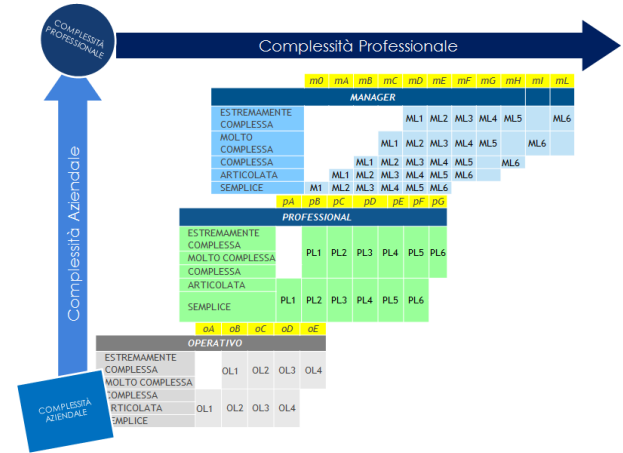 COMPLESSITÀ
PROFESSIONALE
Complessità Professionale
Complessità Aziendale
m0 mA mB mC mD mE mF mG mH mI mL
MANAGER
ESTREMAMENTE
COMPLESSA ML1 ML2 ML3 ML4 ML5 ML6
MOLTO
COMPLESSA ML1 ML2 ML3 ML4 ML5 ML6
COMPLESSA ML1 ML2 ML3 ML4 ML5 ML6
ARTICOLATA ML1 ML2 ML3 ML4 ML5 ML6
SEMPLICE M1 ML2 ML3 ML4 ML5 ML6
pA pB pC pD pE pF pG
PROFESSIONAL
ESTREMAMENTE
COMPLESSA
MOLTO COMPLESSA
COMPLESSA
PL1 PL2 PL3 PL4 PL5 PL6
ARTICOLATA
SEMPLICE
PL1 PL2 PL3 PL4 PL5 PL6
oA oB oC oD oE
OPERATIVO
ESTREMAMENTE
COMPLESSA
MOLTO COMPLESSA
OL1 OL2 OL3 OL4
COMPLESSA
RTICOLATA
EMPLICE
OL1 OL2 OL3 OL4
COMPLESSITÀ
AZIENDALE